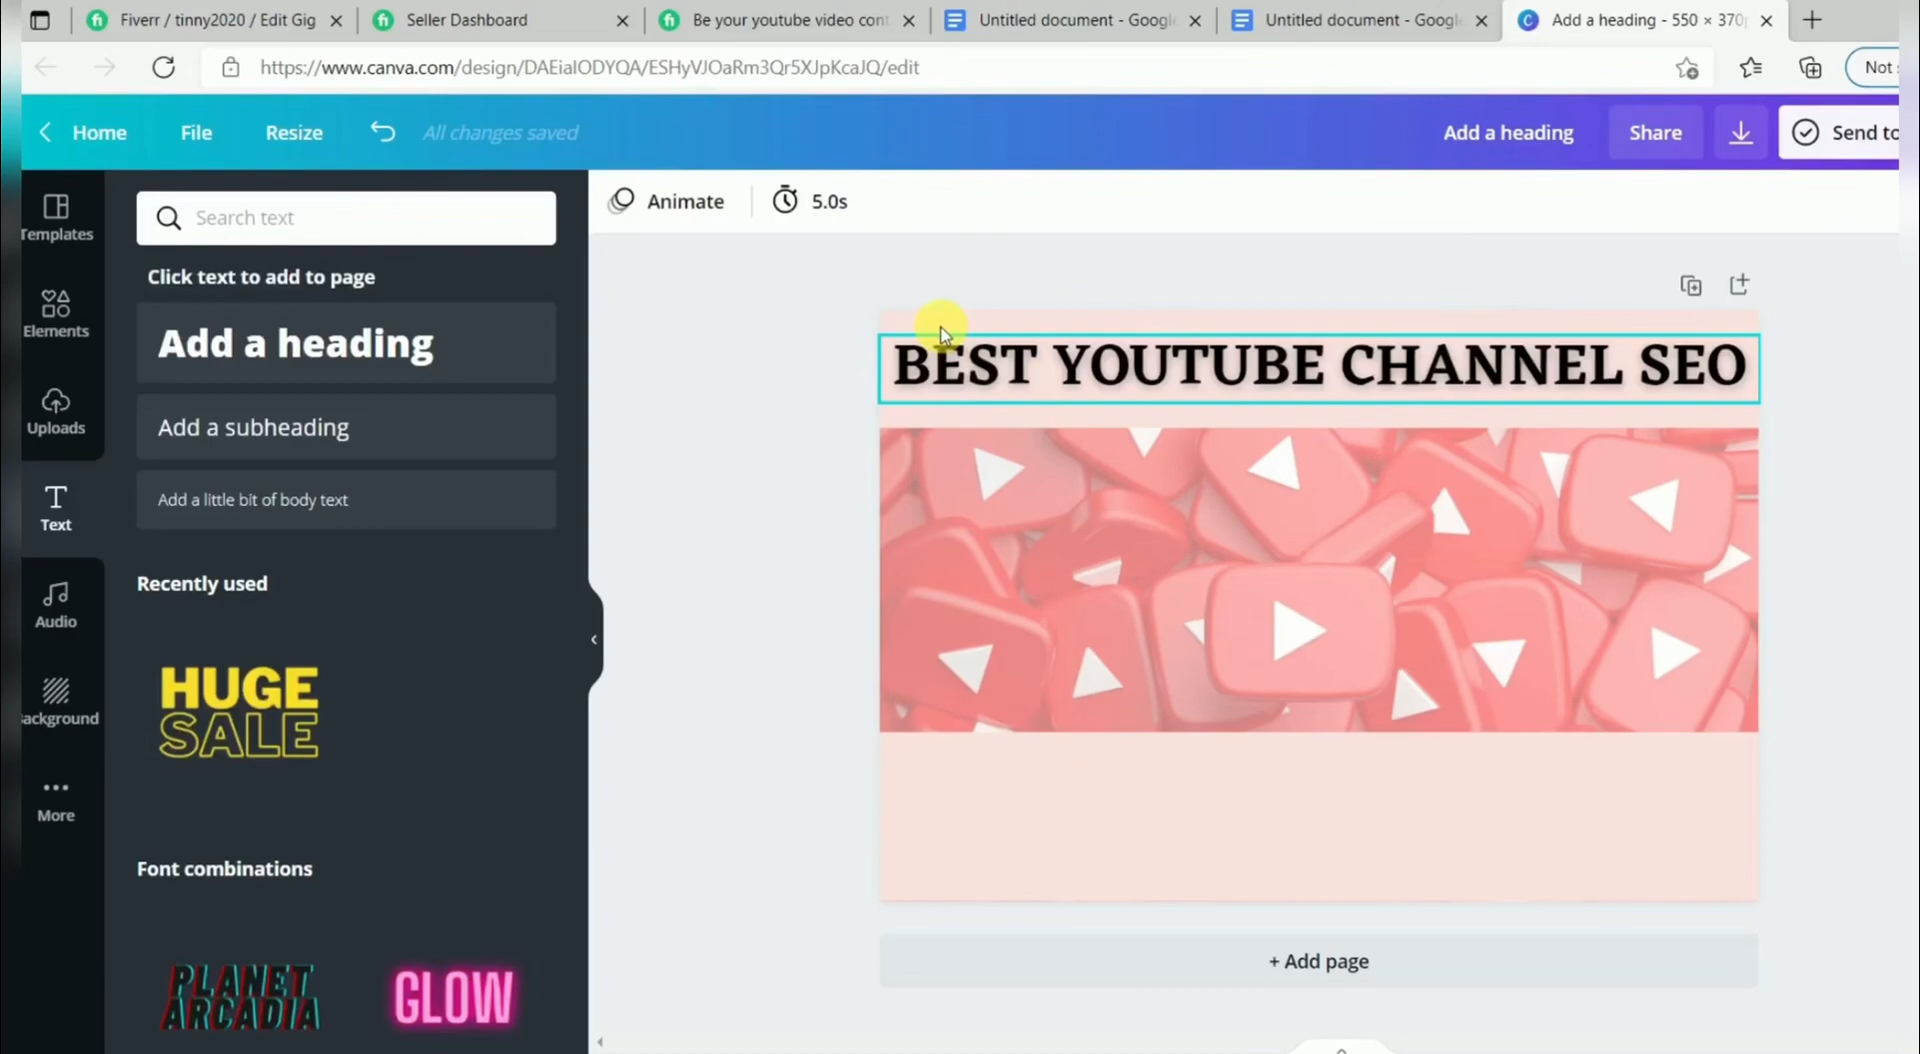 Fiverr / tinny2020 / Edit Gig
Seller Dashboard
Be your youtube video cont
Untitled document - Google
Untitled document - Google
Add a heading - 550 × 370p
https://www.canva.com/design/DAEialODYQA/ESHyVJOaRm3Qr5XJpKcaJQ/edit
Not
Home
File
Resize
All changes saved
Add a heading
Share
Send to
Templates
Elements
Uploads
Text
Audio
ackground
More
Search text
Click text to add to page
Add a heading
Add a subheading
Add a little bit of body text
Recently used
HUGE
SALE
Font combinations
PLANET
ARCADIA
GLOW
Animate
5.0s
BEST YOUTUBE CHANNEL SEO
+ Add page